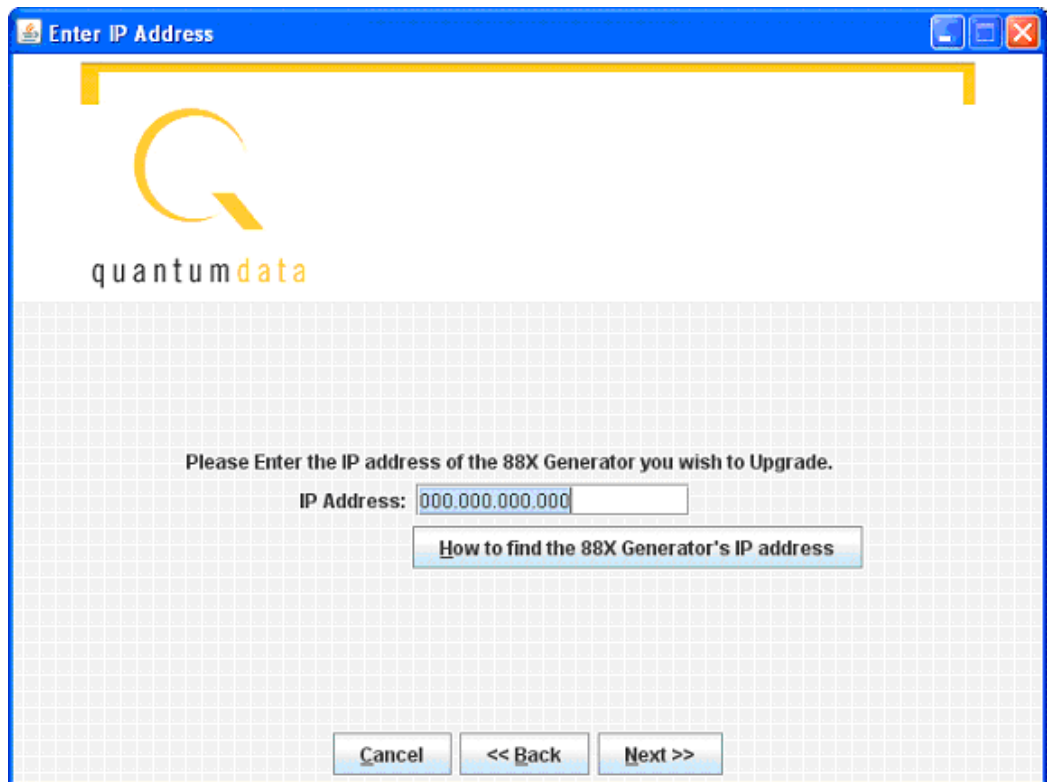 Enter IP Address
quantumdata
Please Enter the IP address of the 88X Generator you wish to Upgrade.
IP Address: 000.000.000.000
How to find the 88X Generator's IP address
Cancel << Back Next >>